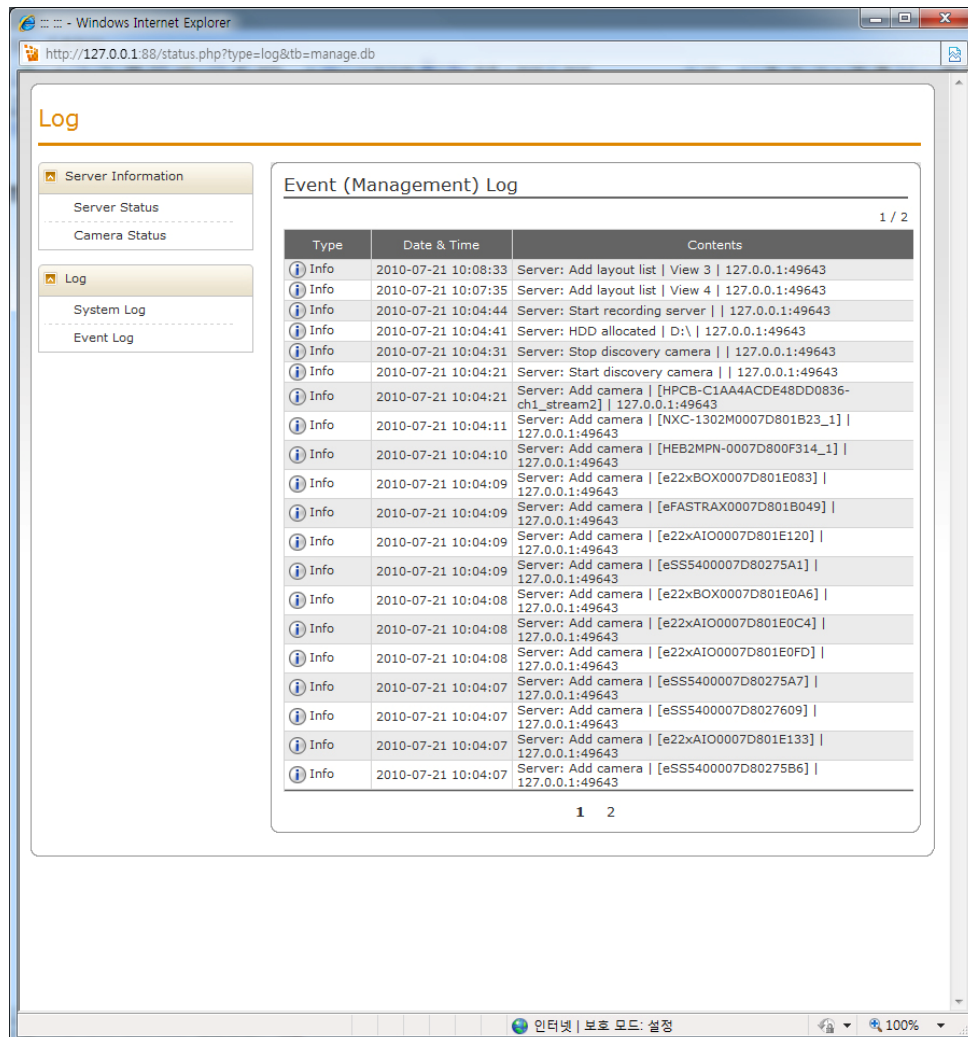 ::: ::: - Windows Internet Explorer
http://127.0.0.1:88/status.php?type=log&tb=manage.db
Log
Server Information
Server Status
Camera Status
Log
System Log
Event Log
Event (Management) Log
1 / 2
Type Date & Time Contents
Info 2010-07-21 10:08:33 Server: Add layout list | View 3 | 127.0.0.1:49643
Info 2010-07-21 10:07:35 Server: Add layout list | View 4 | 127.0.0.1:49643
Info 2010-07-21 10:04:44 Server: Start recording server | | 127.0.0.1:49643
Info 2010-07-21 10:04:41 Server: HDD allocated | D:\ | 127.0.0.1:49643
Info 2010-07-21 10:04:31 Server: Stop discovery camera | | 127.0.0.1:49643
Info 2010-07-21 10:04:21 Server: Start discovery camera | | 127.0.0.1:49643
Info 2010-07-21 10:04:21 Server: Add camera | [HPCB-C1AA4ACDE48DD0836-
ch1_stream2] | 127.0.0.1:49643
Info 2010-07-21 10:04:11 Server: Add camera | [NXC-1302M0007D801B23_1] |
127.0.0.1:49643
Info 2010-07-21 10:04:10 Server: Add camera | [HEB2MPN-0007D800F314_1] |
127.0.0.1:49643
Info 2010-07-21 10:04:09 Server: Add camera | [e22xBOX0007D801E083] |
127.0.0.1:49643
Info 2010-07-21 10:04:09 Server: Add camera | [eFASTRAX0007D801B049] |
127.0.0.1:49643
Info 2010-07-21 10:04:09 Server: Add camera | [e22xAIO0007D801E120] |
127.0.0.1:49643
Info 2010-07-21 10:04:09 Server: Add camera | [eSS5400007D80275A1] |
127.0.0.1:49643
Info 2010-07-21 10:04:08 Server: Add camera | [e22xBOX0007D801E0A6] |
127.0.0.1:49643
Info 2010-07-21 10:04:08 Server: Add camera | [e22xAIO0007D801E0C4] |
127.0.0.1:49643
Info 2010-07-21 10:04:08 Server: Add camera | [e22xAIO0007D801E0FD] |
127.0.0.1:49643
Info 2010-07-21 10:04:07 Server: Add camera | [eSS5400007D80275A7] |
127.0.0.1:49643
Info 2010-07-21 10:04:07 Server: Add camera | [eSS5400007D8027609] |
127.0.0.1:49643
Info 2010-07-21 10:04:07 Server: Add camera | [e22xAIO0007D801E133] |
127.0.0.1:49643
Info 2010-07-21 10:04:07 Server: Add camera | [eSS5400007D80275B6] |
127.0.0.1:49643
1 2
인터넷 | 보호 모드: 설정
100%